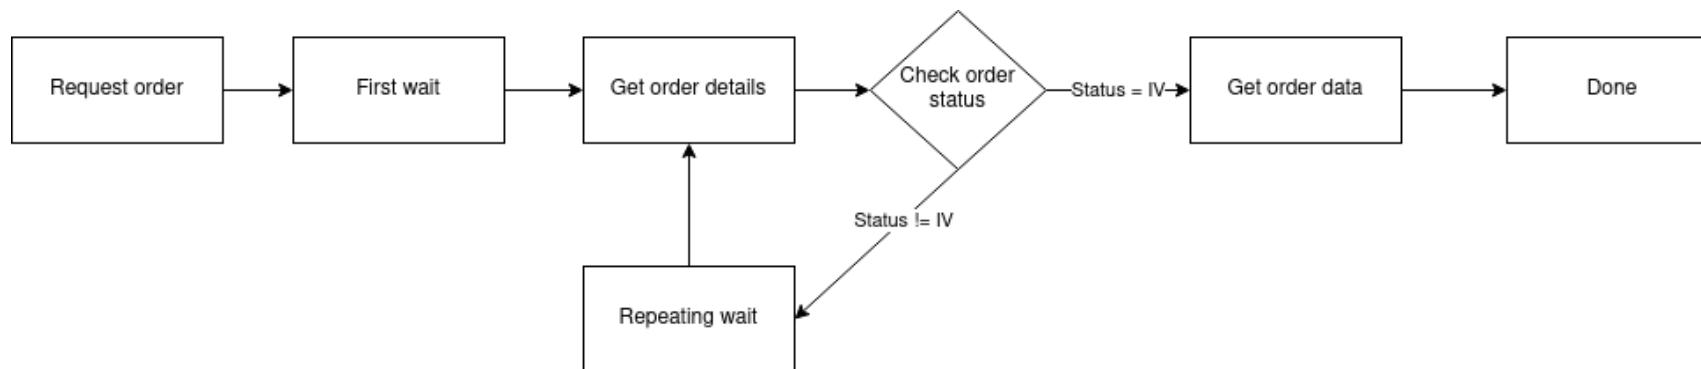 Request order
First wait
Get order details
Check order
status
Status = IV
Get order data
Done
Status != IV
Repeating wait